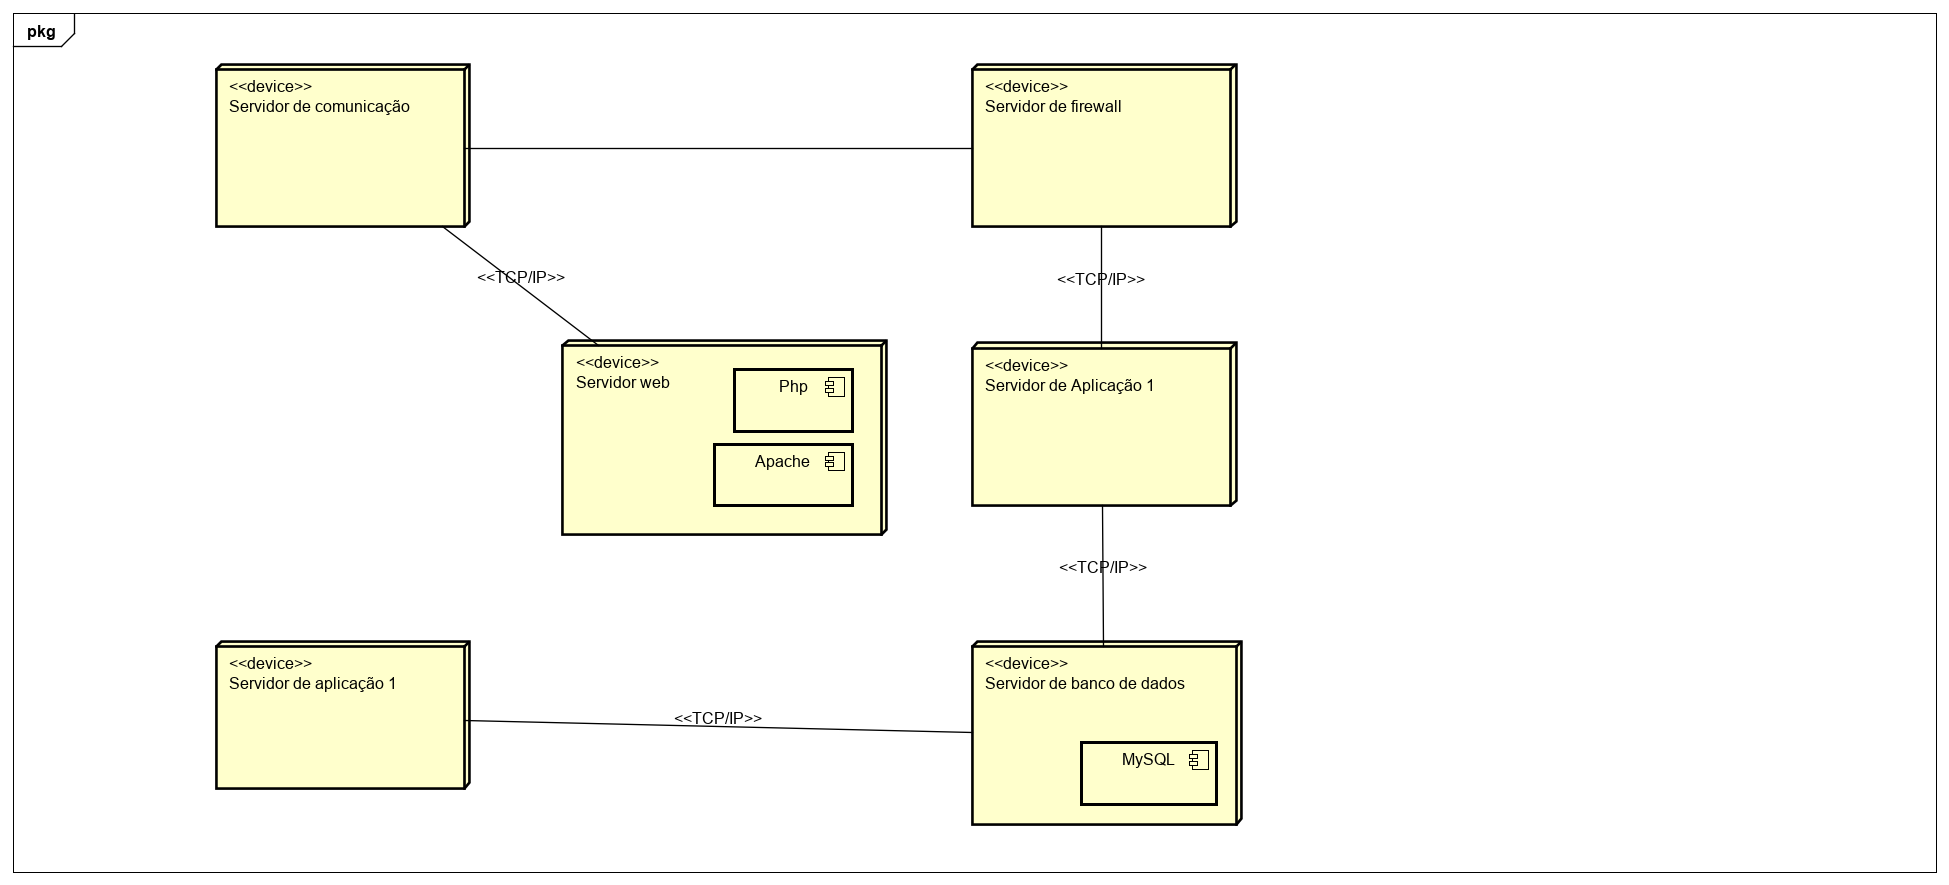 pkg
<<device>>
Servidor de comunicação
<<device>>
Servidor de firewall
<<TCP/IP>>
<<TCP/IP>>
<<device>>
Servidor web
Php
Apache
<<device>>
Servidor de Aplicação 1
<<TCP/IP>>
<<device>>
Servidor de aplicação 1
<<TCP/IP>>
<<device>>
Servidor de banco de dados
MySQL